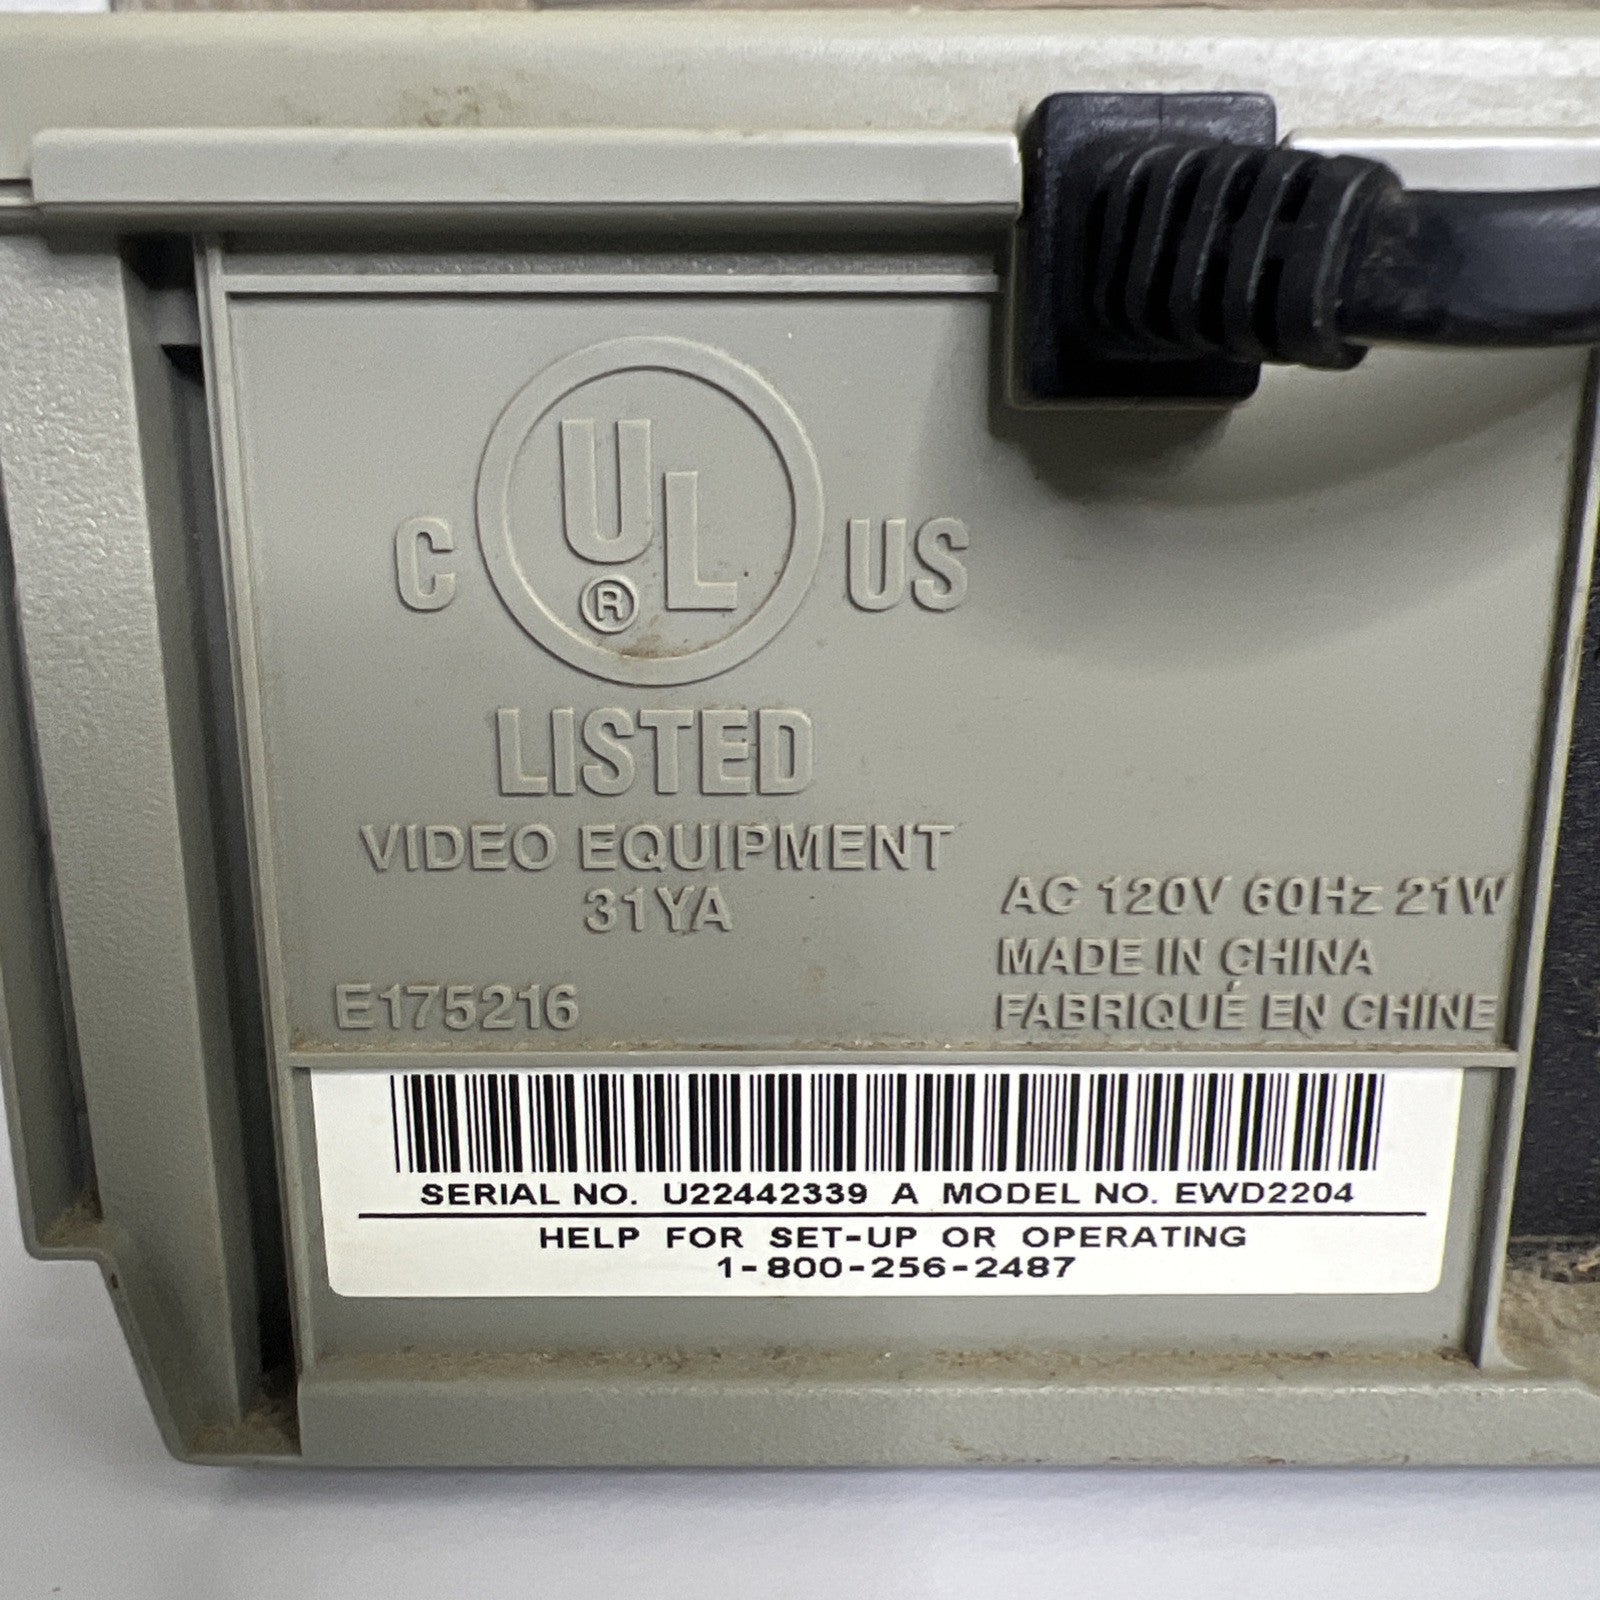 C UL ® US
LISTED
VIDEO EQUIPMENT
31YA
E175216
AC 120V 60Hz 21W
MADE IN CHINA
FABRIQUÉ EN CHINE
SERIAL NO. U22442339 A MODEL NO. EWD2204
HELP FOR SET-UP OR OPERATING
1-800-256-2487